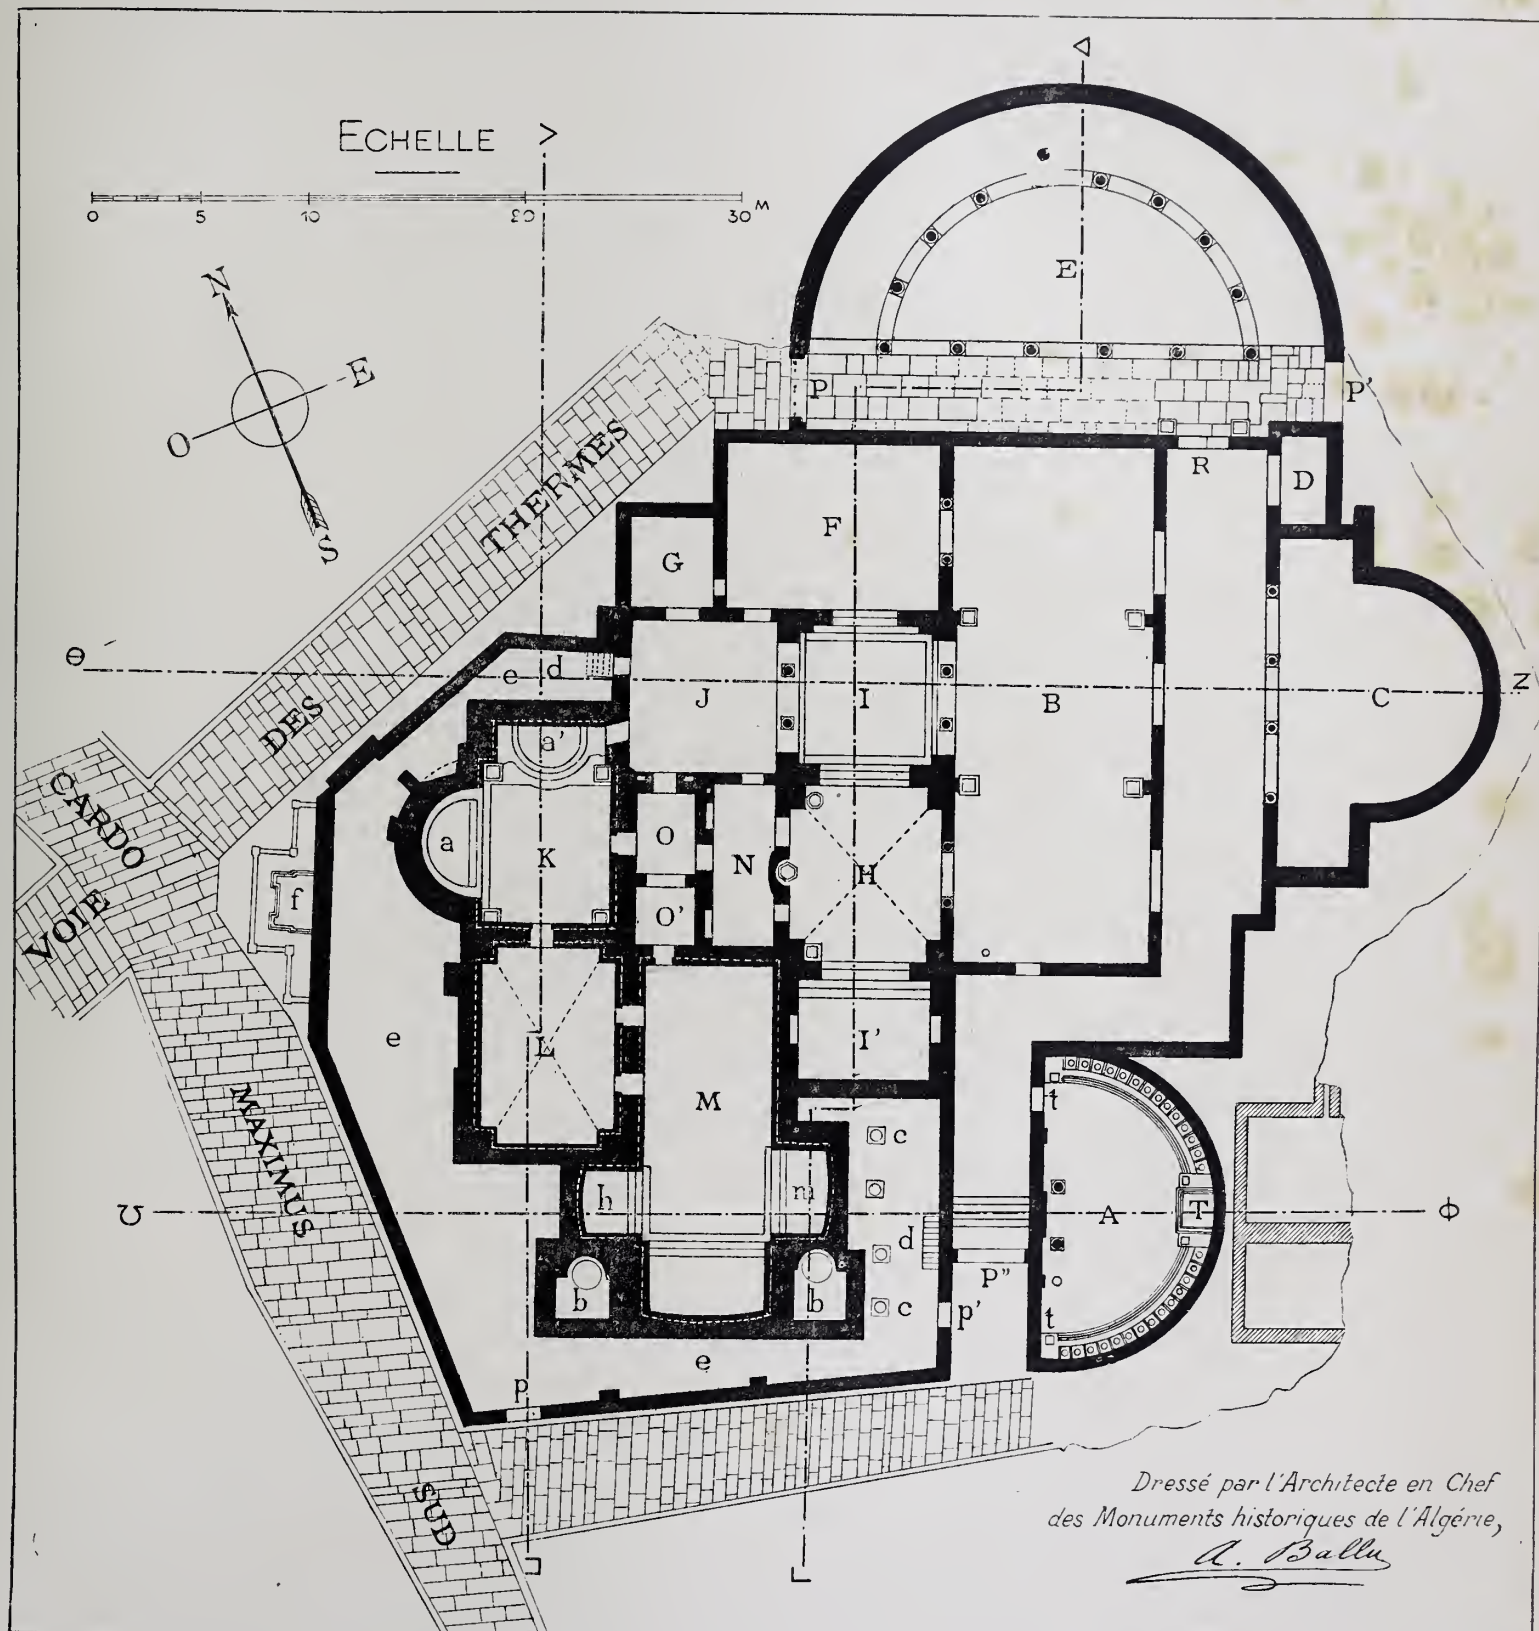 ECHELLE
0 5 10 20 30 M
N
E
O
S
E
P P'
R
D
F
G
THERMES
DES
CARDO
VOIE
MAXIMUS
SUD
Θ
e d
J I B C
Z
a'
a K O N H
O'
f
e
L
M
I'
t
c
h m
A T
Φ
d
P"
b b c p'
t
e
p
Dressé par l'Architecte en Chef
des Monuments historiques de l'Algérie,
A. Ballu